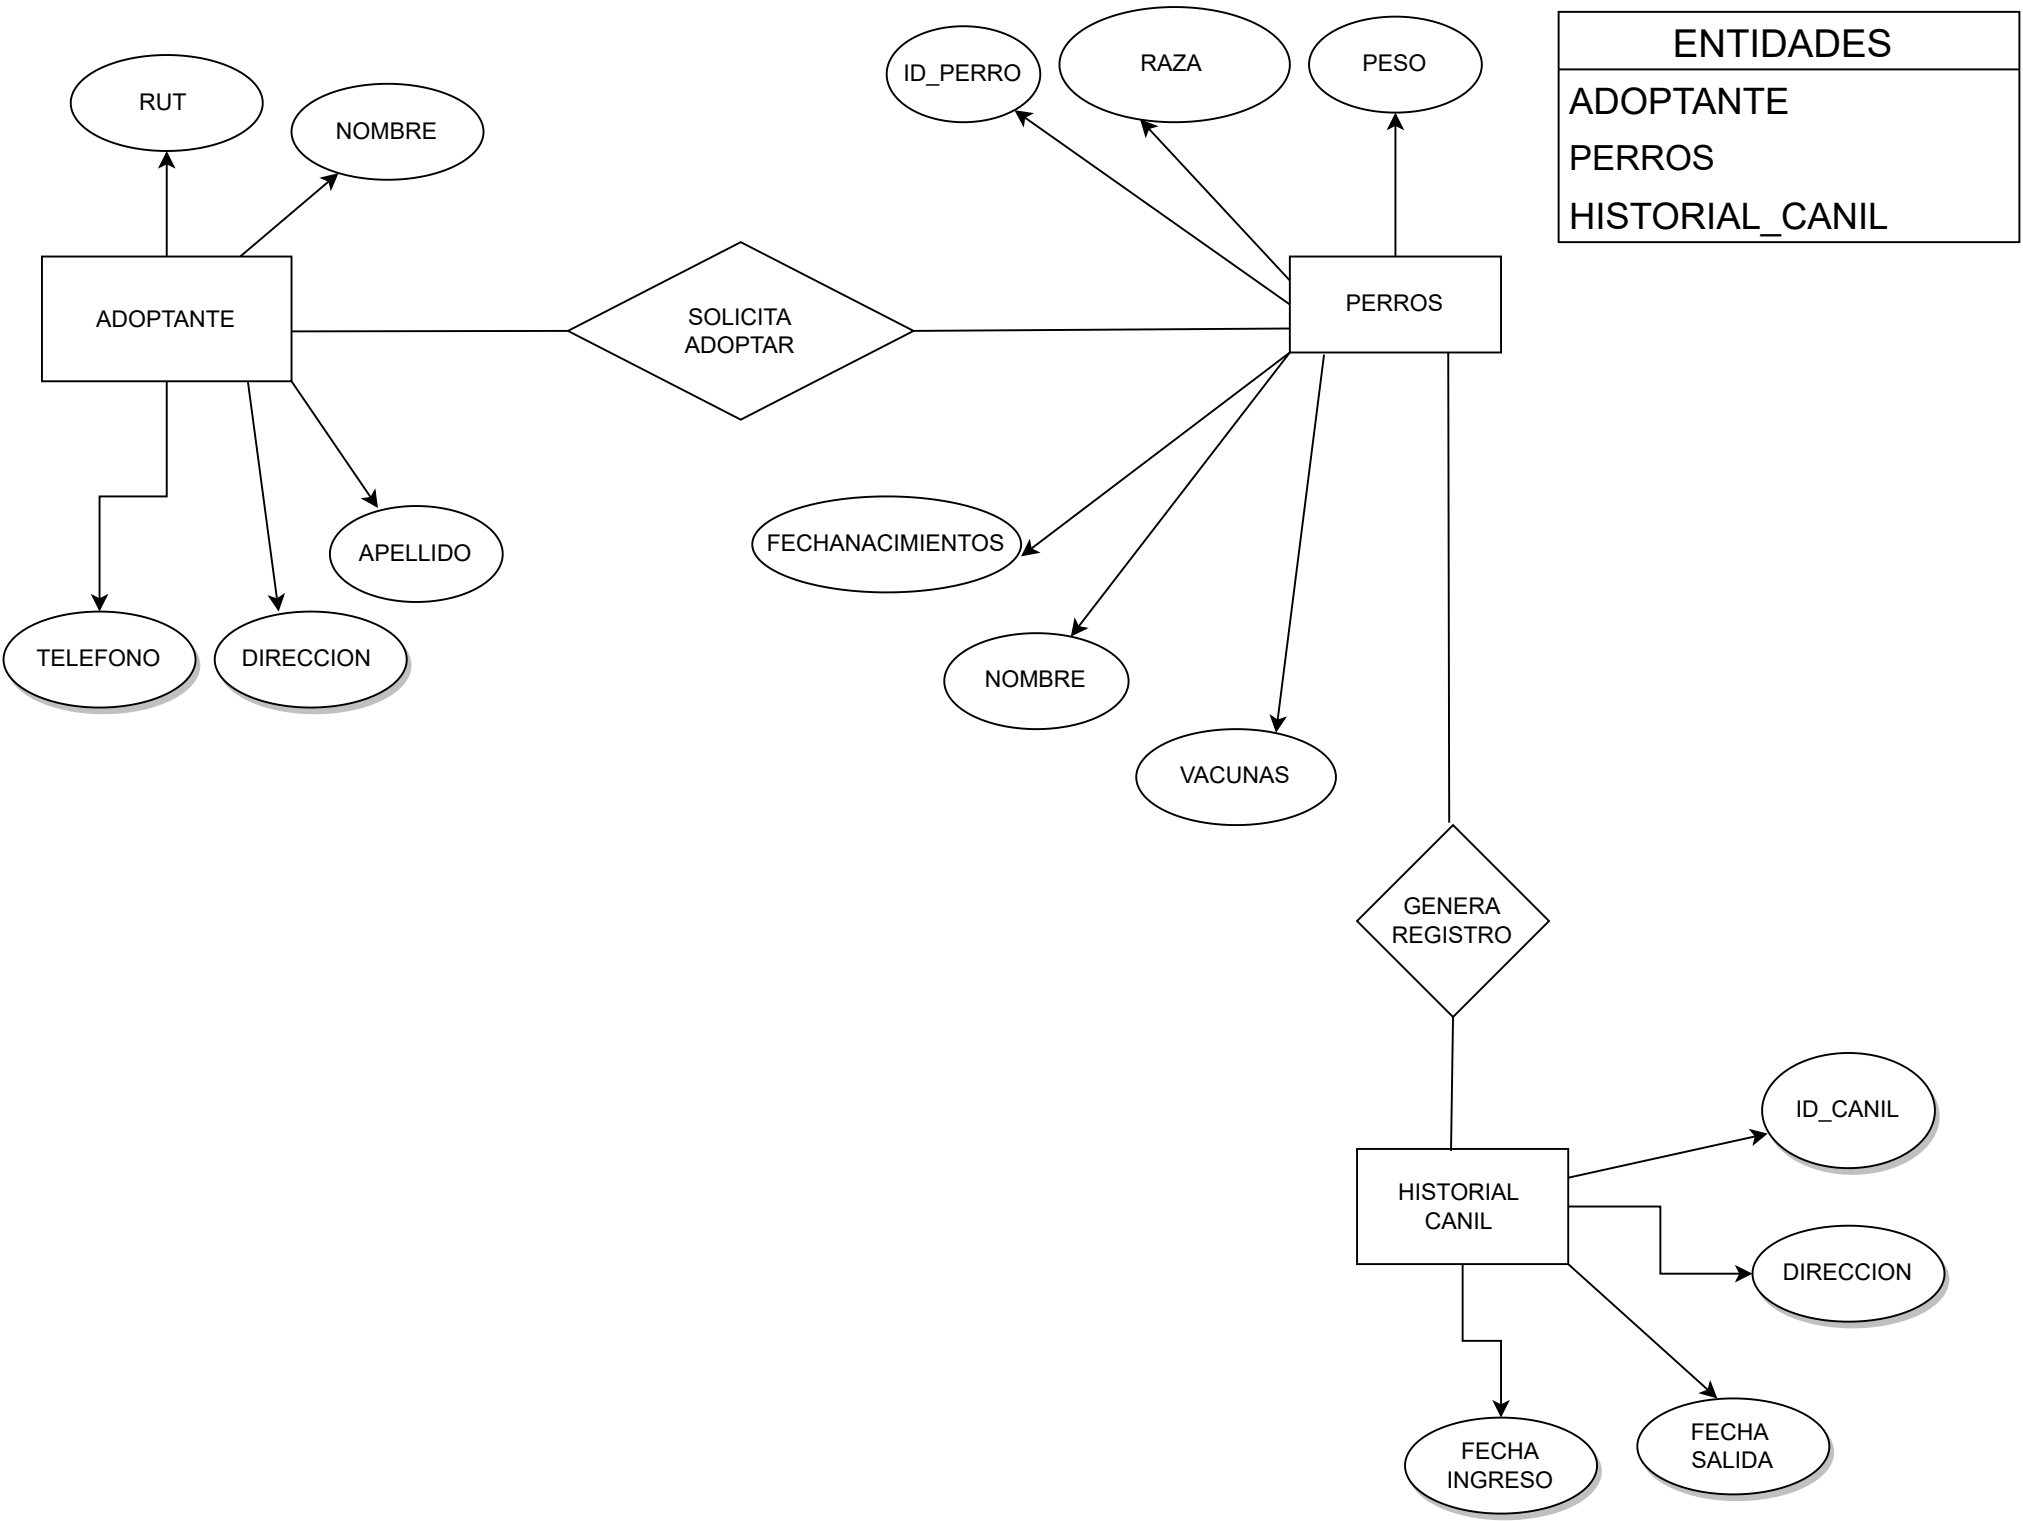 ENTIDADES
ADOPTANTE
PERROS
HISTORIAL_CANIL
RUT
NOMBRE
ID_PERRO
RAZA
PESO
ADOPTANTE
SOLICITA
ADOPTAR
PERROS
TELEFONO
DIRECCION
APELLIDO
FECHANACIMIENTOS
NOMBRE
VACUNAS
GENERA
REGISTRO
HISTORIAL
CANIL
ID_CANIL
DIRECCION
FECHA
INGRESO
FECHA
SALIDA